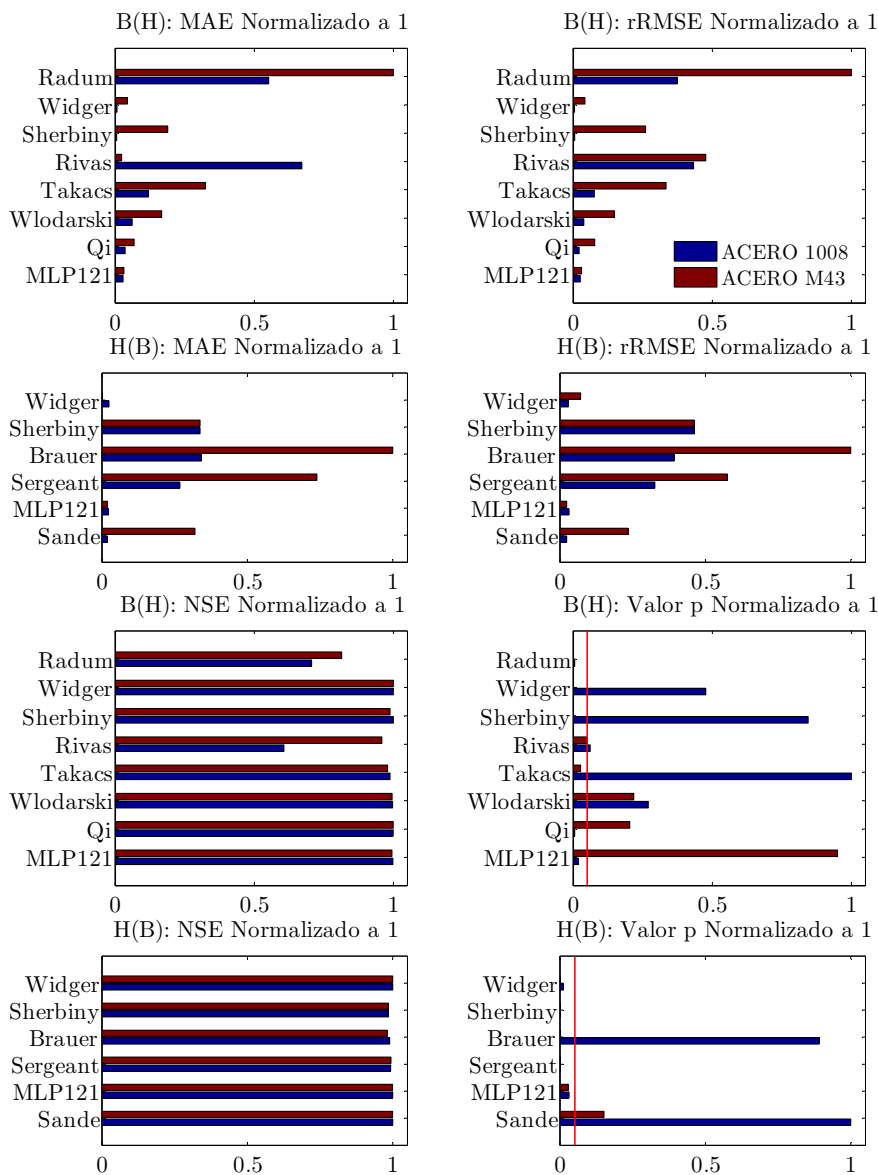 B(H): MAE Normalizado a 1
Radum
Widger
Sherbiny
Rivas
Takacs
Wlodarski
Qi
MLP121
0 0.5 1
B(H): rRMSE Normalizado a 1
Radum
Widger
Sherbiny
Rivas
Takacs
Wlodarski
Qi
MLP121
ACERO 1008
ACERO M43
0 0.5 1
H(B): MAE Normalizado a 1
Widger
Sherbiny
Brauer
Sergeant
MLP121
Sande
0 0.5 1
H(B): rRMSE Normalizado a 1
Widger
Sherbiny
Brauer
Sergeant
MLP121
Sande
0 0.5 1
B(H): NSE Normalizado a 1
Radum
Widger
Sherbiny
Rivas
Takacs
Wlodarski
Qi
MLP121
0 0.5 1
B(H): Valor p Normalizado a 1
Radum
Widger
Sherbiny
Rivas
Takacs
Wlodarski
Qi
MLP121
0 0.5 1
H(B): NSE Normalizado a 1
Widger
Sherbiny
Brauer
Sergeant
MLP121
Sande
0 0.5 1
H(B): Valor p Normalizado a 1
Widger
Sherbiny
Brauer
Sergeant
MLP121
Sande
0 0.5 1